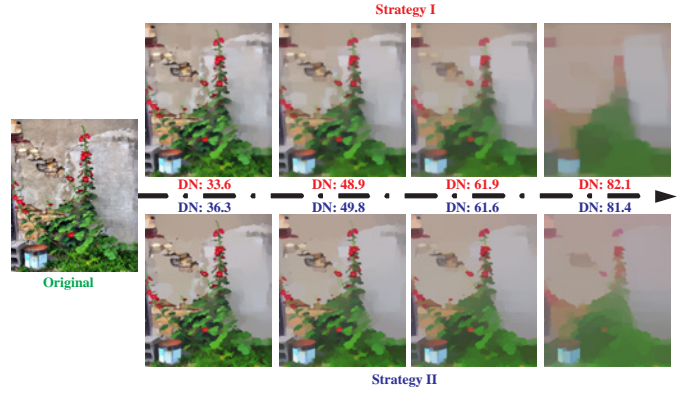 Strategy I
DN: 33.6 DN: 48.9 DN: 61.9 DN: 82.1
DN: 36.3 DN: 49.8 DN: 61.6 DN: 81.4
Original
Strategy II